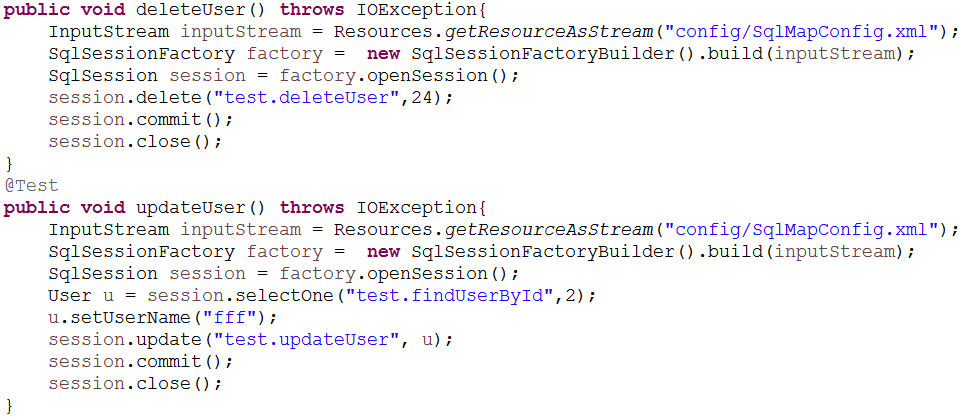 public void deleteUser() throws IOException{
    InputStream inputStream = Resources.getResourceAsStream("config/SqlMapConfig.xml");
    SqlSessionFactory factory =  new SqlSessionFactoryBuilder().build(inputStream);
    SqlSession session = factory.openSession();
    session.delete("test.deleteUser",24);
    session.commit();
    session.close();
}
@Test
public void updateUser() throws IOException{
    InputStream inputStream = Resources.getResourceAsStream("config/SqlMapConfig.xml");
    SqlSessionFactory factory =  new SqlSessionFactoryBuilder().build(inputStream);
    SqlSession session = factory.openSession();
    User u = session.selectOne("test.findUserById",2);
    u.setUserName("fff");
    session.update("test.updateUser", u);
    session.commit();
    session.close();
}